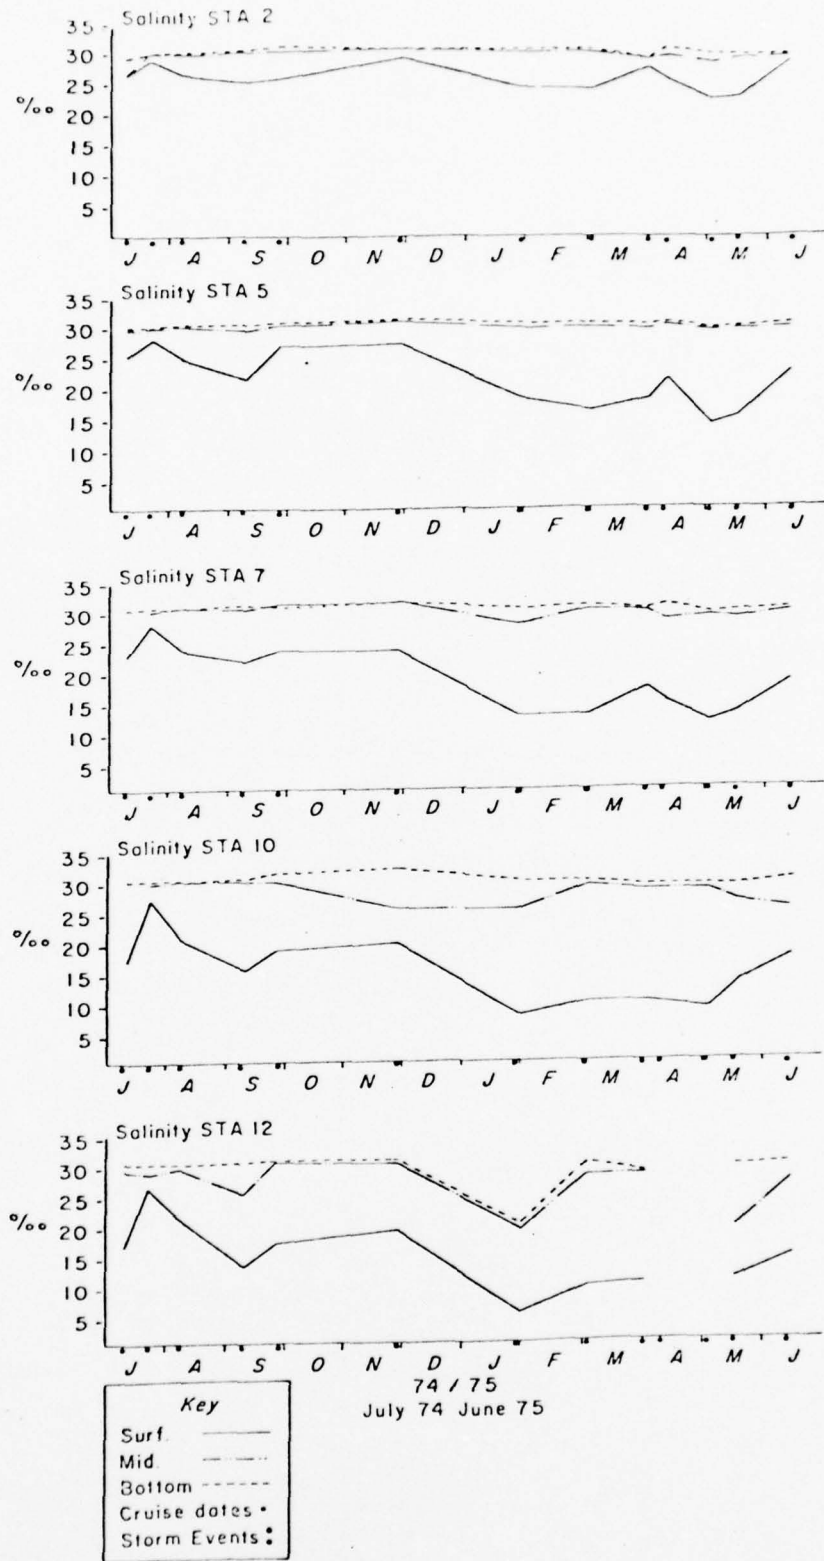 Salinity STA 2
35
30
25
‰
20
15
10
5
J A S O N D J F M A M J
Salinity STA 5
35
30
25
‰
20
15
10
5
J A S O N D J F M A M J
Salinity STA 7
35
30
25
‰
20
15
10
5
J A S O N D J F M A M J
Salinity STA 10
35
30
25
‰
20
15
10
5
J A S O N D J F M A M J
Salinity STA 12
35
30
25
‰
20
15
10
5
J A S O N D J F M A M J
74 / 75
July 74 June 75
Key
Surf.
Mid.
Bottom
Cruise dates
Storm Events